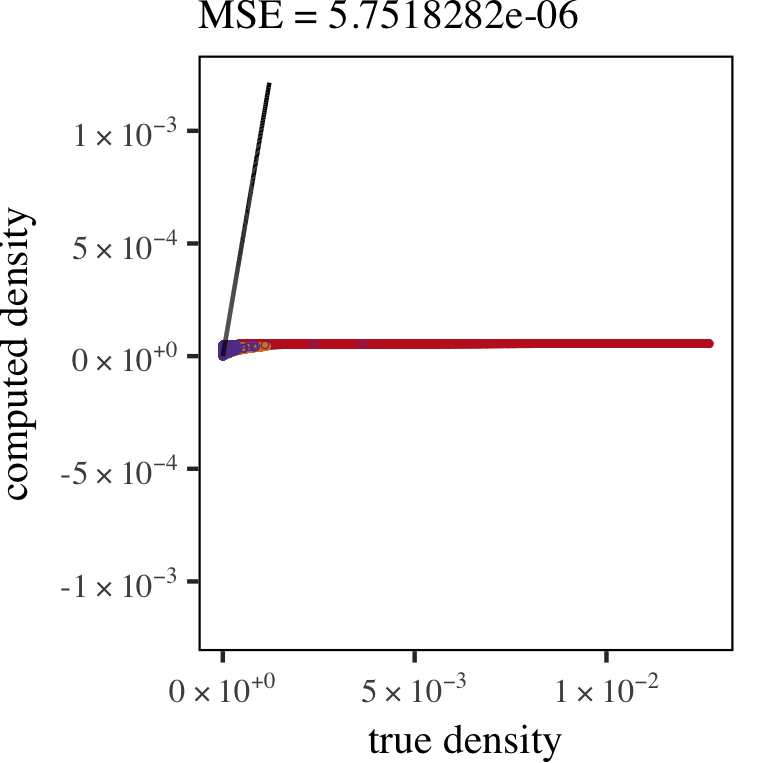 MSE = 5.7518282e-06
computed density
1 × 10⁻³
5 × 10⁻⁴
0 × 10⁺⁰
-5 × 10⁻⁴
-1 × 10⁻³
0 × 10⁺⁰ 5 × 10⁻³ 1 × 10⁻²
true density